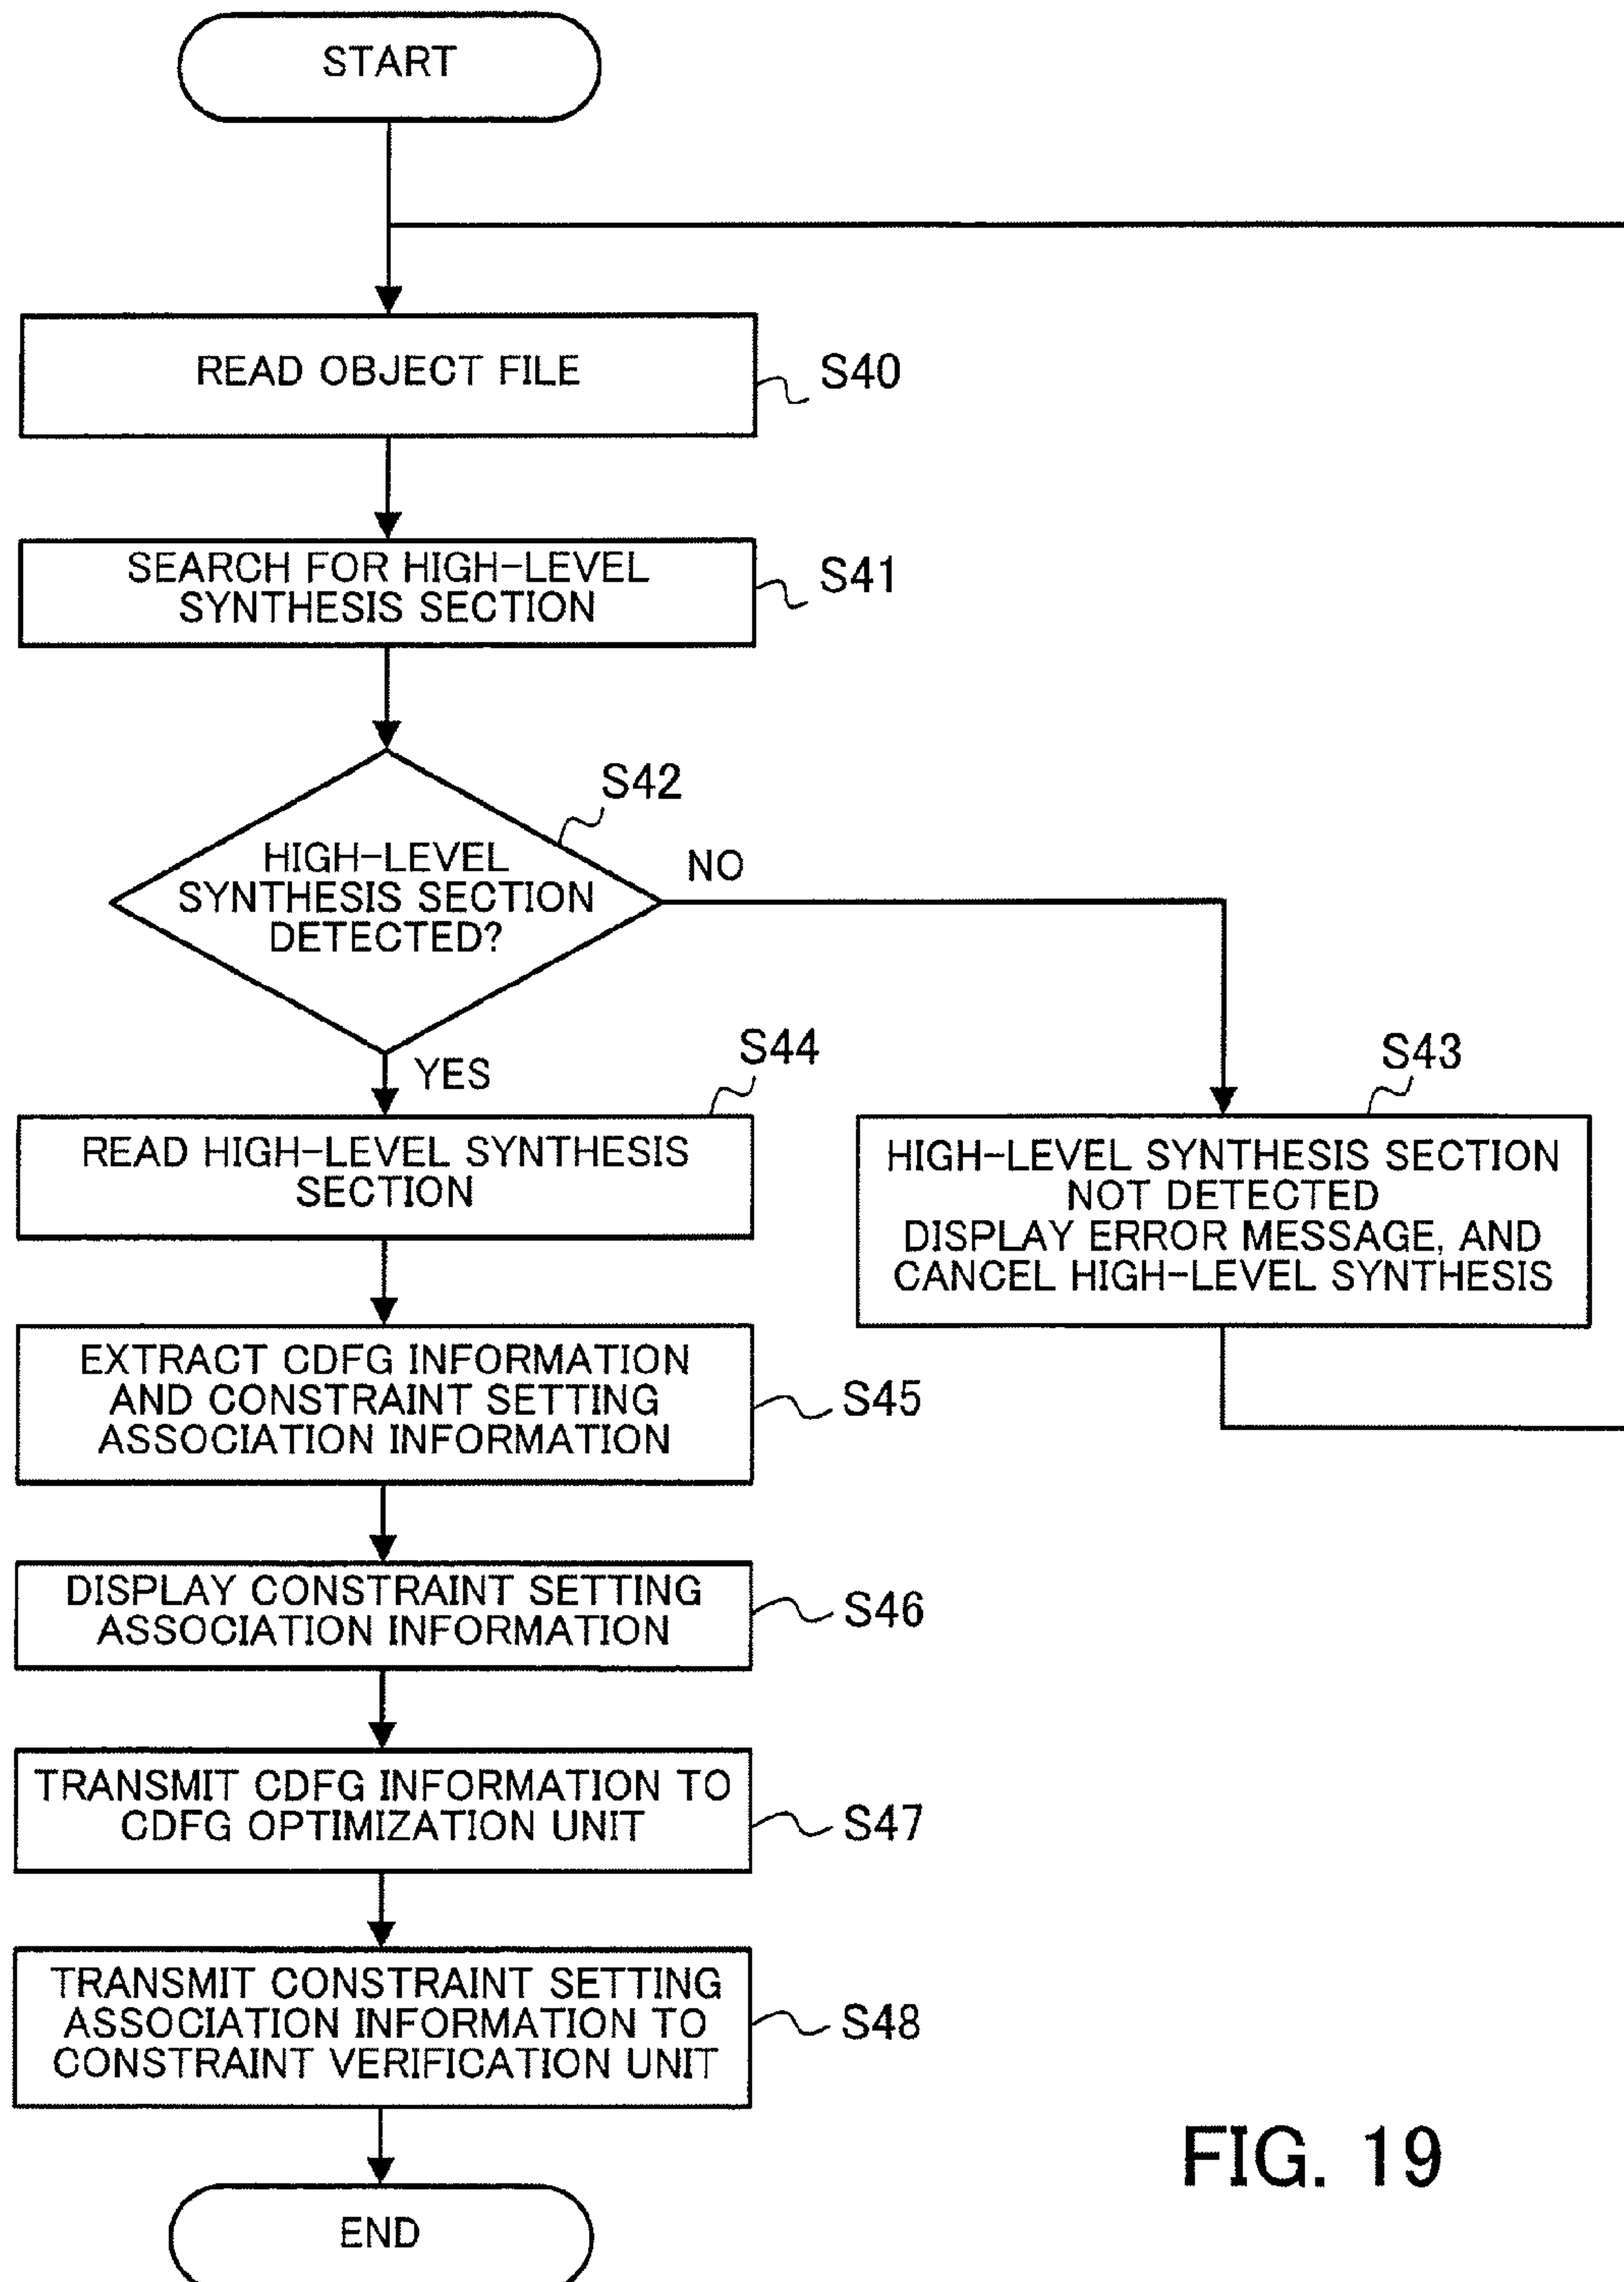 START
READ OBJECT FILE
S40
SEARCH FOR HIGH-LEVEL
SYNTHESIS SECTION
S41
S42
HIGH-LEVEL
SYNTHESIS SECTION
DETECTED?
NO
YES
S44
READ HIGH-LEVEL SYNTHESIS
SECTION
S43
HIGH-LEVEL SYNTHESIS SECTION
NOT DETECTED
DISPLAY ERROR MESSAGE, AND
CANCEL HIGH-LEVEL SYNTHESIS
EXTRACT CDFG INFORMATION
AND CONSTRAINT SETTING
ASSOCIATION INFORMATION
S45
DISPLAY CONSTRAINT SETTING
ASSOCIATION INFORMATION
S46
TRANSMIT CDFG INFORMATION TO
CDFG OPTIMIZATION UNIT
S47
TRANSMIT CONSTRAINT SETTING
ASSOCIATION INFORMATION TO
CONSTRAINT VERIFICATION UNIT
S48
END
FIG. 19